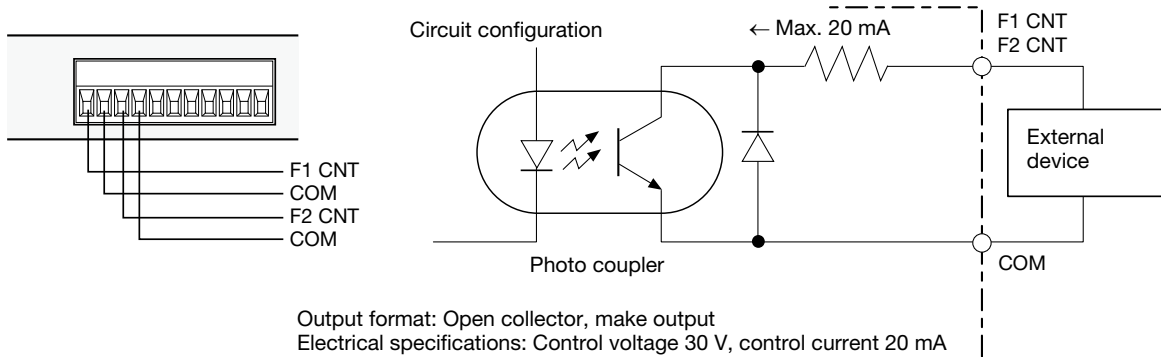 Circuit configuration
← Max. 20 mA
F1 CNT
F2 CNT
External
device
F1 CNT
COM
F2 CNT
COM
Photo coupler
COM
Output format: Open collector, make output
Electrical specifications: Control voltage 30 V, control current 20 mA